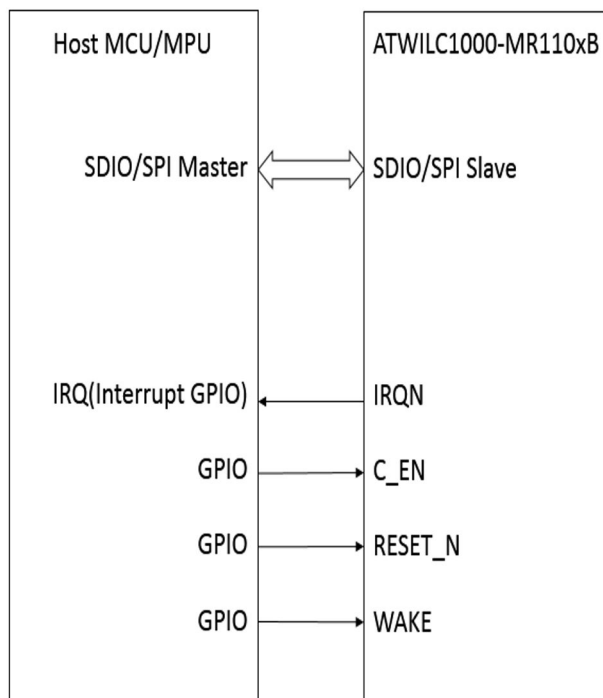 Host MCU/MPU
ATWILC1000-MR110xB
SDIO/SPI Master
SDIO/SPI Slave
IRQ(Interrupt GPIO)
IRQN
GPIO
C_EN
GPIO
RESET_N
GPIO
WAKE